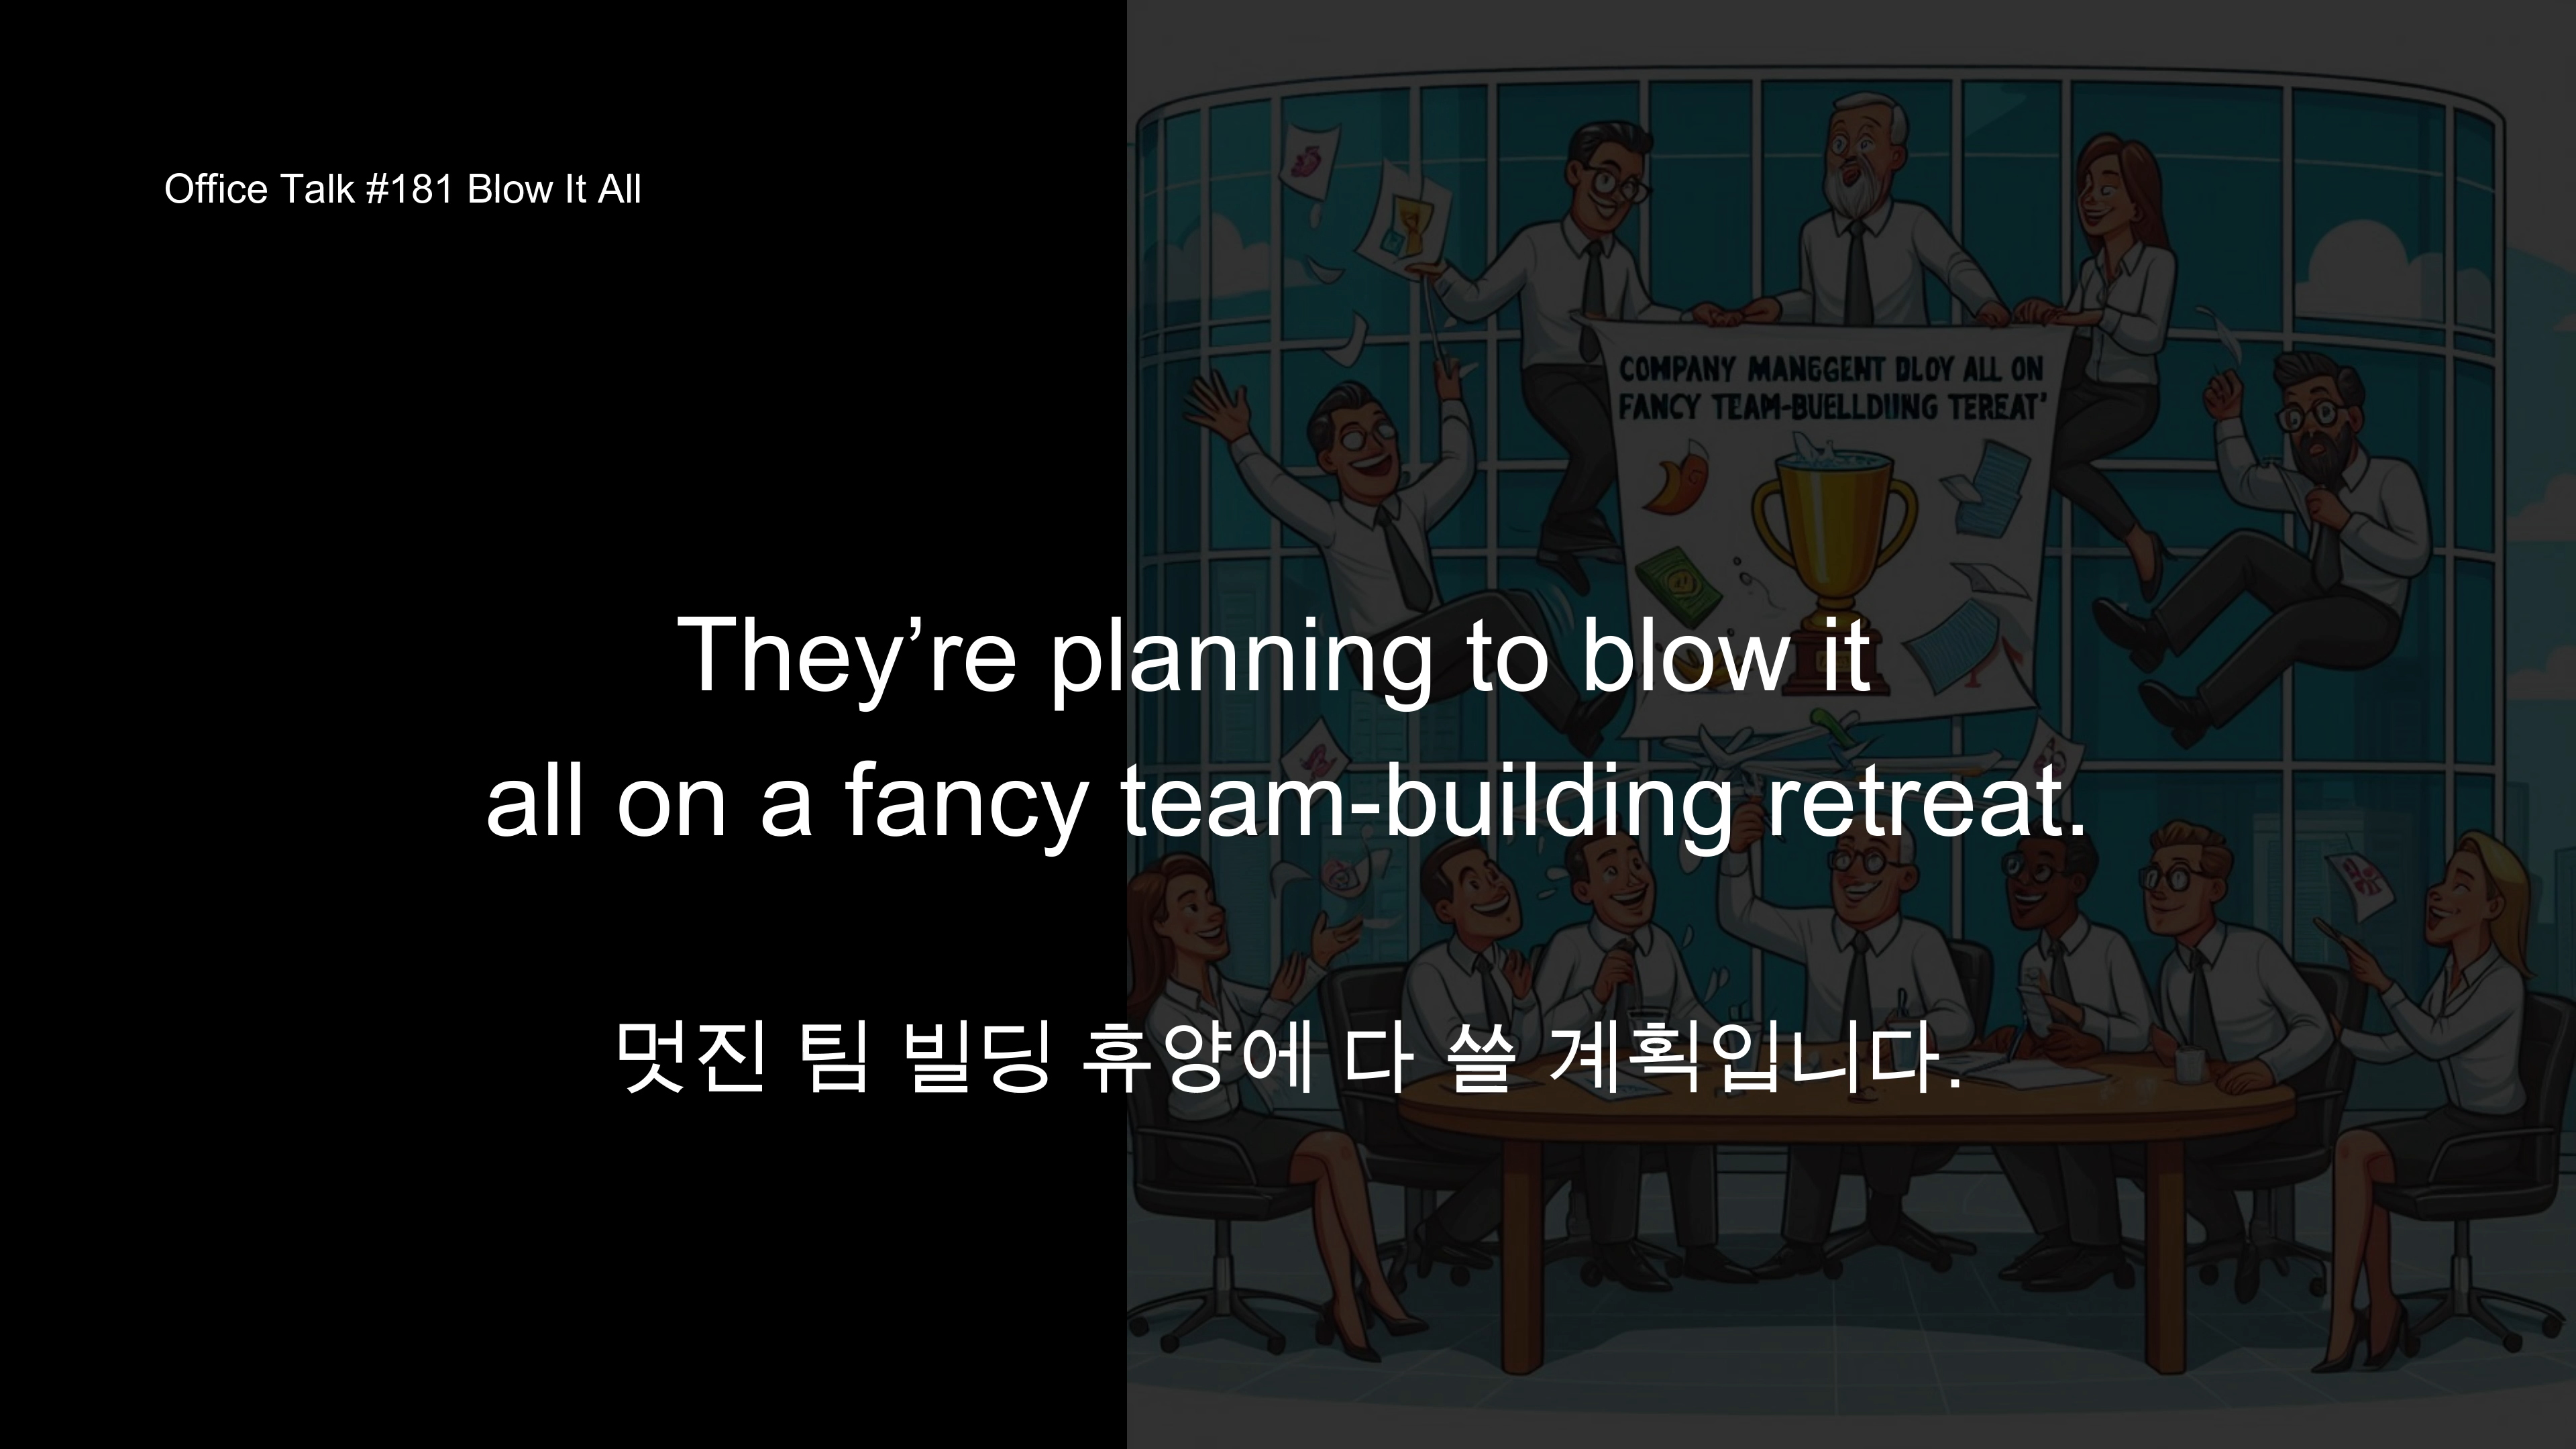 Office Talk #181 Blow It All
COMPANY MANEGENT BLOY ALL ON
FANCY TEAM-BUELLDIING TEREAT'
They’re planning to blow it
all on a fancy team-building retreat.
멋진 팀 빌딩 휴양에 다 쓸 계획입니다.